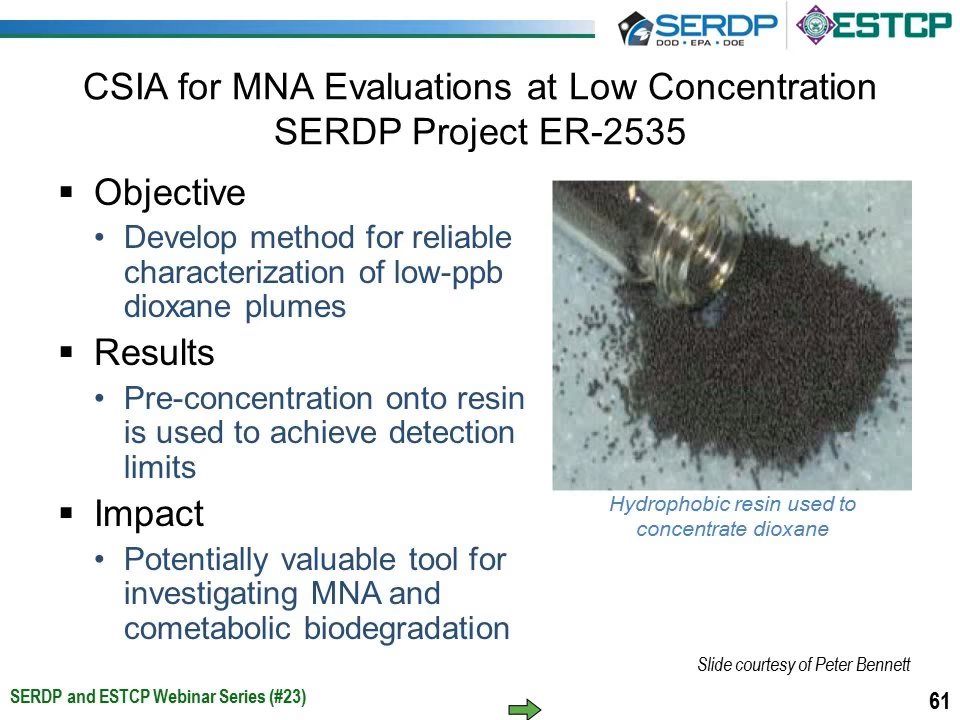 SERDP
DOD • EPA • DOE
ESTCP
CSIA for MNA Evaluations at Low Concentration
SERDP Project ER-2535
▪ Objective
• Develop method for reliable
characterization of low-ppb
dioxane plumes
▪ Results
• Pre-concentration onto resin
is used to achieve detection
limits
▪ Impact
• Potentially valuable tool for
investigating MNA and
cometabolic biodegradation
Hydrophobic resin used to
concentrate dioxane
Slide courtesy of Peter Bennett
SERDP and ESTCP Webinar Series (#23)
61